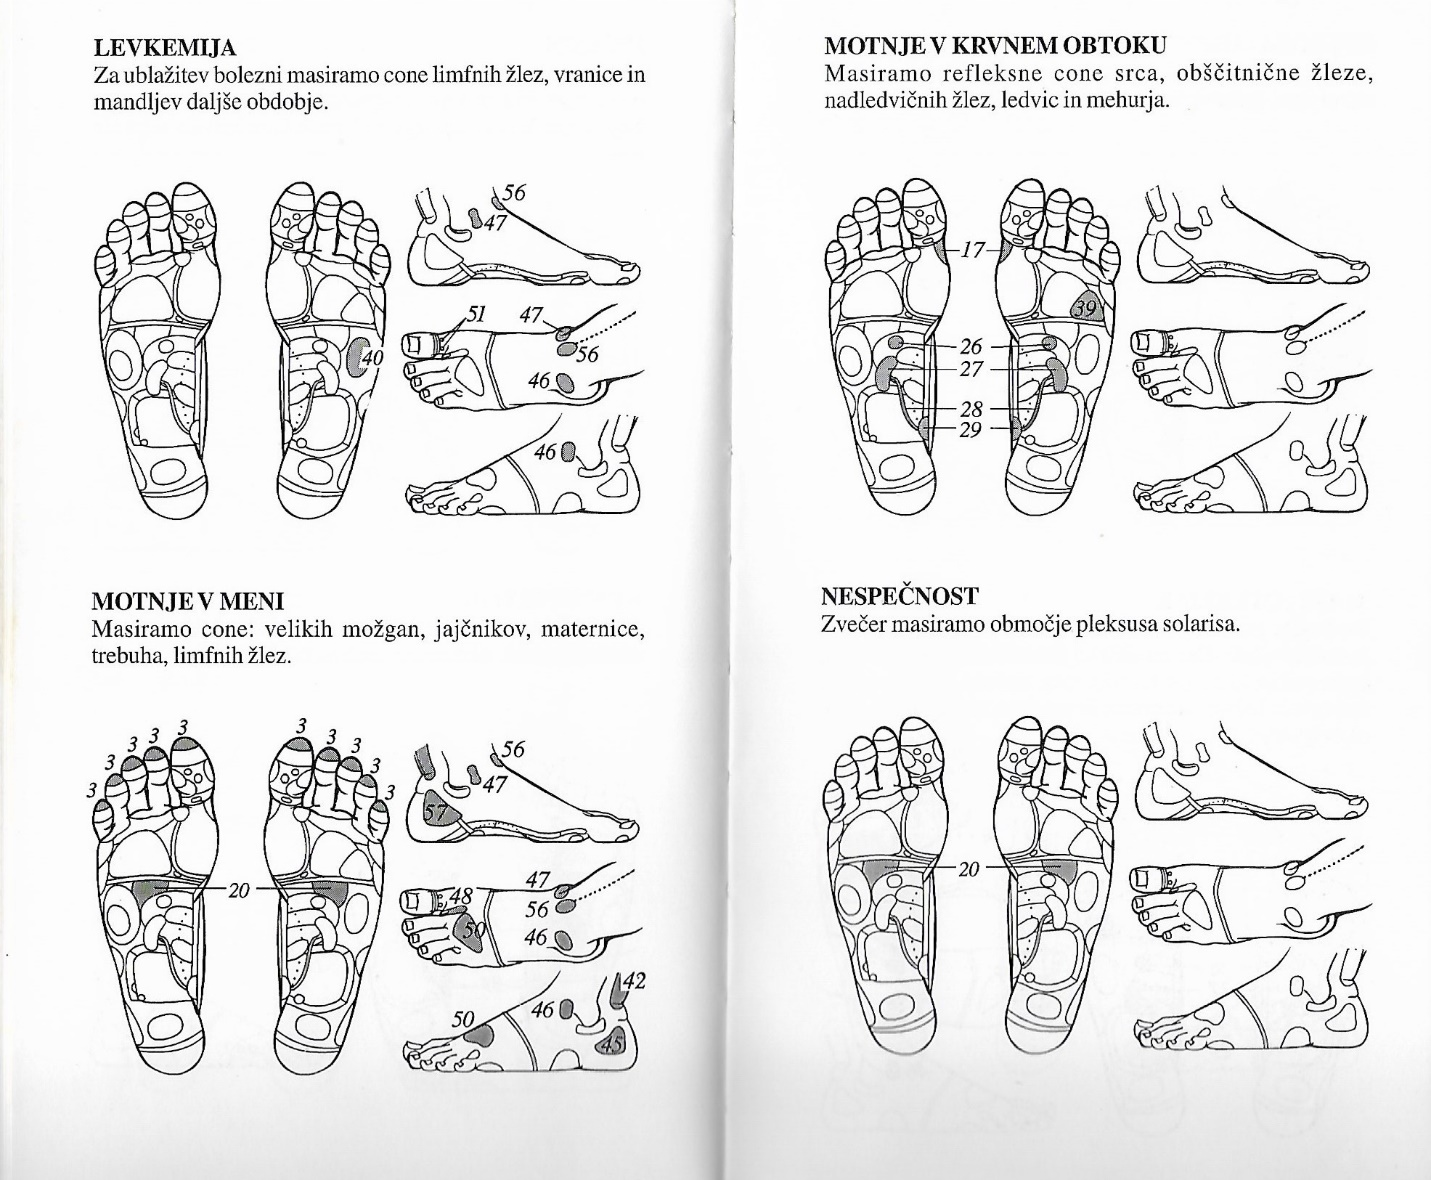 LEVKEMIJA
Za ublažitev bolezni masiramo cone limfnih žlez, vranice in
mandljev daljše obdobje.
56
47
51
47
40
56
46
46
MOTNJE V MENI
Masiramo cone: velikih možgan, jajčnikov, maternice,
trebuha, limfnih žlez.
3 3 3 3 3
3 3 3 3 3
20
56
47
57
47
48
56
50
46
42
46
50
45
MOTNJE V KRVNEM OBTOKU
Masiramo refleksne cone srca, obščitnične žleze,
nadledvičnih žlez, ledvic in mehurja.
17
39
26
27
28
29
NESPEČNOST
Zvečer masiramo območje pleksusa solarisa.
20